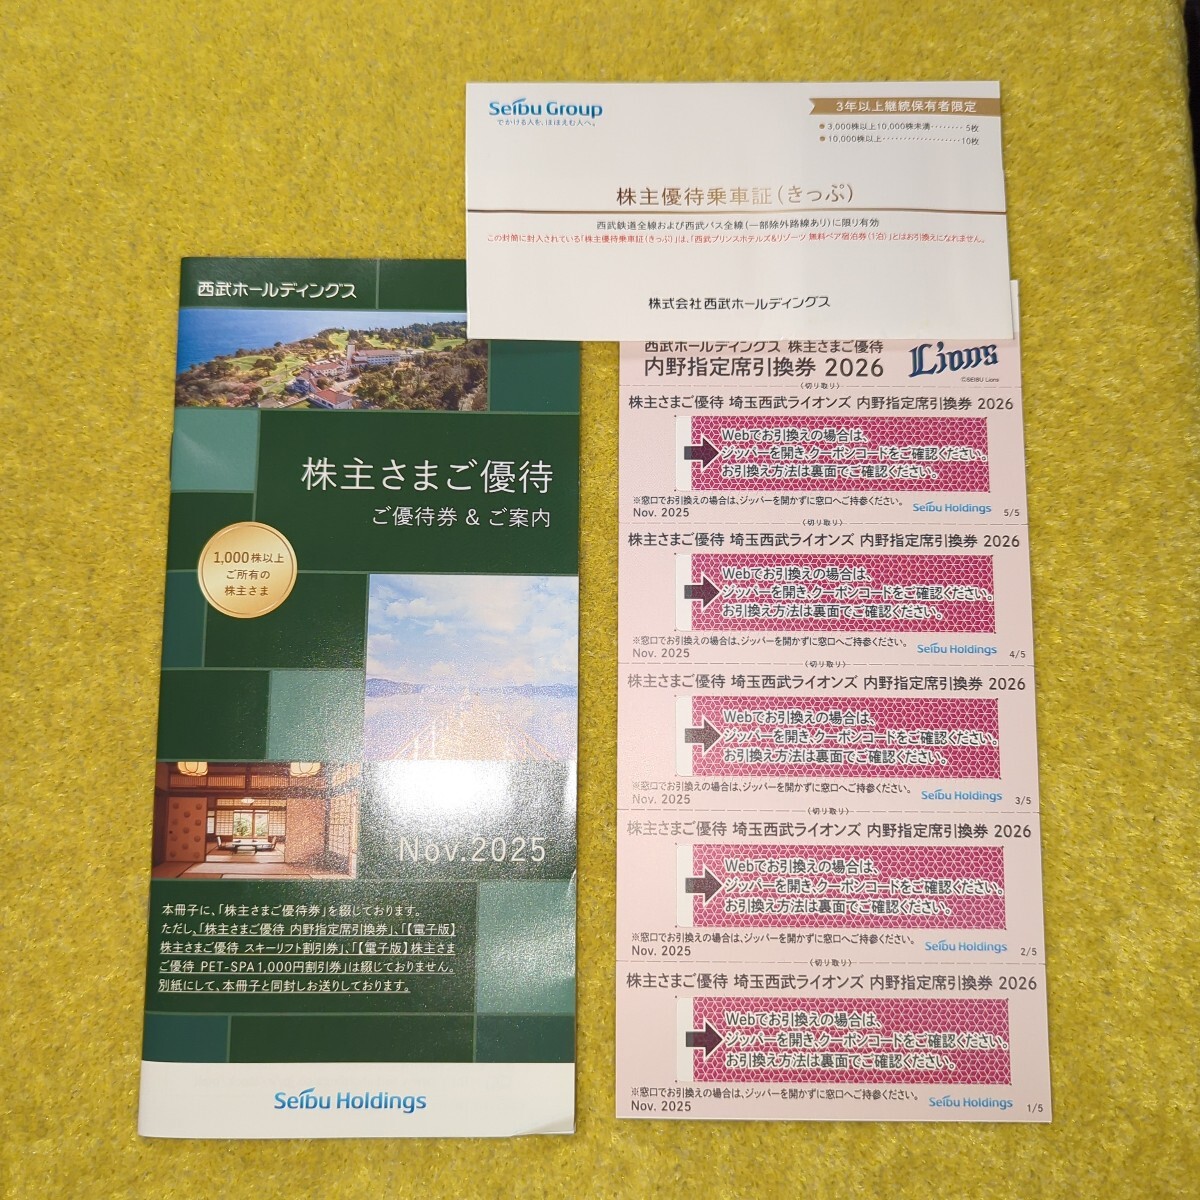 Seibu Group
でかける人を、ほほえむ人へ。
3年以上継続保有者限定
3,000株以上10,000株未満········5枚
10,000株以上···················10枚
株主優待乗車証(きっぷ)
西武鉄道全線および西武バス全線(一部除外路線あり)に限り有効
この封筒に封入されている「株主優待乗車証(きっぷ)」は、「西武プリンスホテルズ&リゾーツ 無料ペア宿泊券(1泊)」とはお引換えになれません。
株式会社西武ホールディングス
西武ホールディングス
株主さまご優待
ご優待券 & ご案内
1,000株以上
ご所有の
株主さま
Nov.2025
本冊子に、「株主さまご優待券」を綴じております。
ただし、「株主さまご優待 内野指定席引換券」、「【電子版】
株主さまご優待 スキーリフト割引券」、「【電子版】株主さま
ご優待 PET-SPA 1,000円割引券」は綴じておりません。
別紙にして、本冊子と同封しお送りしております。
Seibu Holdings
西武ホールディングス 株主さまご優待
内野指定席引換券 2026
Lions
©SEIBU Lions
(切り取り)
株主さまご優待 埼玉西武ライオンズ 内野指定席引換券 2026
Webでお引換えの場合は、
ジッパーを開き、クーポンコードをご確認ください。
お引換え方法は裏面でご確認ください。
※窓口でお引換えの場合は、ジッパーを開かずに窓口へご持参ください。
Nov. 2025
Seibu Holdings
5/5
(切り取り)
株主さまご優待 埼玉西武ライオンズ 内野指定席引換券 2026
Webでお引換えの場合は、
ジッパーを開き、クーポンコードをご確認ください。
お引換え方法は裏面でご確認ください。
※窓口でお引換えの場合は、ジッパーを開かずに窓口へご持参ください。
Nov. 2025
Seibu Holdings
4/5
(切り取り)
株主さまご優待 埼玉西武ライオンズ 内野指定席引換券 2026
Webでお引換えの場合は、
ジッパーを開き、クーポンコードをご確認ください。
お引換え方法は裏面でご確認ください。
※窓口でお引換えの場合は、ジッパーを開かずに窓口へご持参ください。
Nov. 2025
Seibu Holdings
3/5
(切り取り)
株主さまご優待 埼玉西武ライオンズ 内野指定席引換券 2026
Webでお引換えの場合は、
ジッパーを開き、クーポンコードをご確認ください。
お引換え方法は裏面でご確認ください。
※窓口でお引換えの場合は、ジッパーを開かずに窓口へご持参ください。
Nov. 2025
Seibu Holdings
2/5
(切り取り)
株主さまご優待 埼玉西武ライオンズ 内野指定席引換券 2026
Webでお引換えの場合は、
ジッパーを開き、クーポンコードをご確認ください。
お引換え方法は裏面でご確認ください。
※窓口でお引換えの場合は、ジッパーを開かずに窓口へご持参ください。
Nov. 2025
Seibu Holdings
1/5